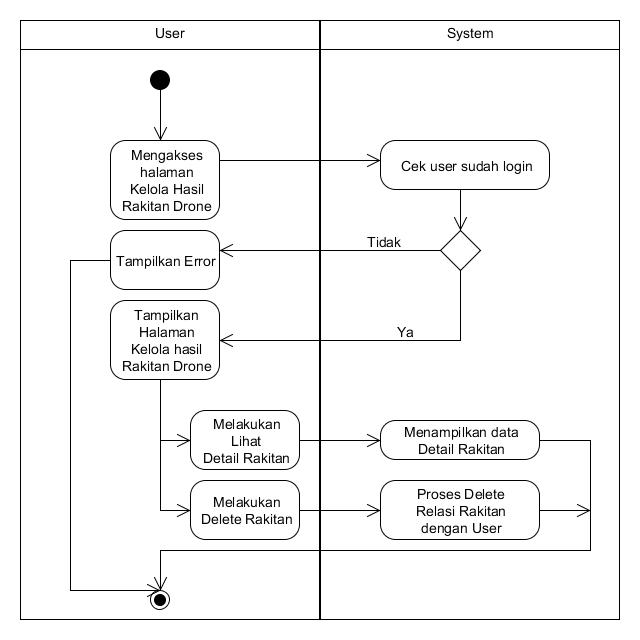 User
System
Mengakses
halaman
Kelola Hasil
Rakitan Drone
Cek user sudah login
Tidak
Tampilkan Error
Tampilkan
Halaman
Kelola hasil
Rakitan Drone
Ya
Melakukan
Lihat
Detail Rakitan
Menampilkan data
Detail Rakitan
Melakukan
Delete Rakitan
Proses Delete
Relasi Rakitan
dengan User